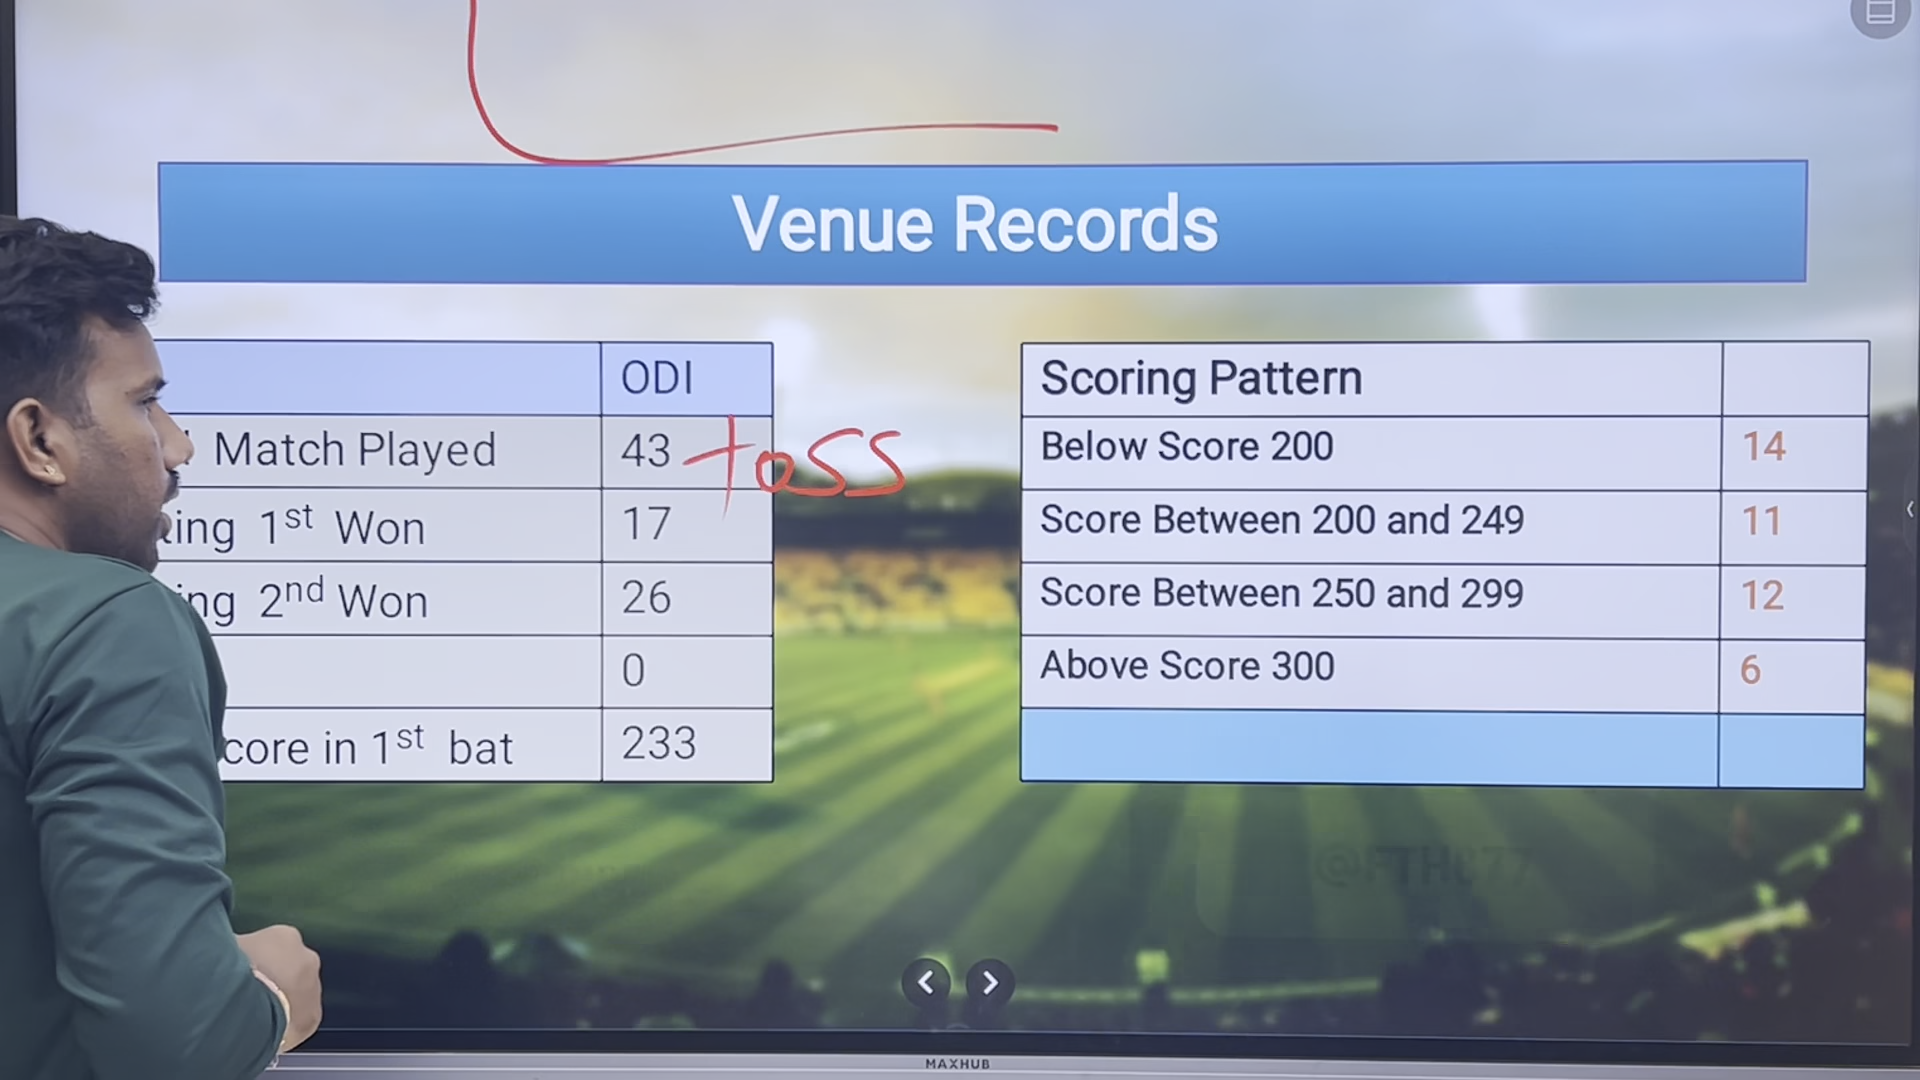 Venue Records
ODI
Match Played 43 toss
ing 1st Won 17
ing 2nd Won 26
0
core in 1st bat 233
Scoring Pattern
Below Score 200 14
Score Between 200 and 249 11
Score Between 250 and 299 12
Above Score 300 6
MAXHUB